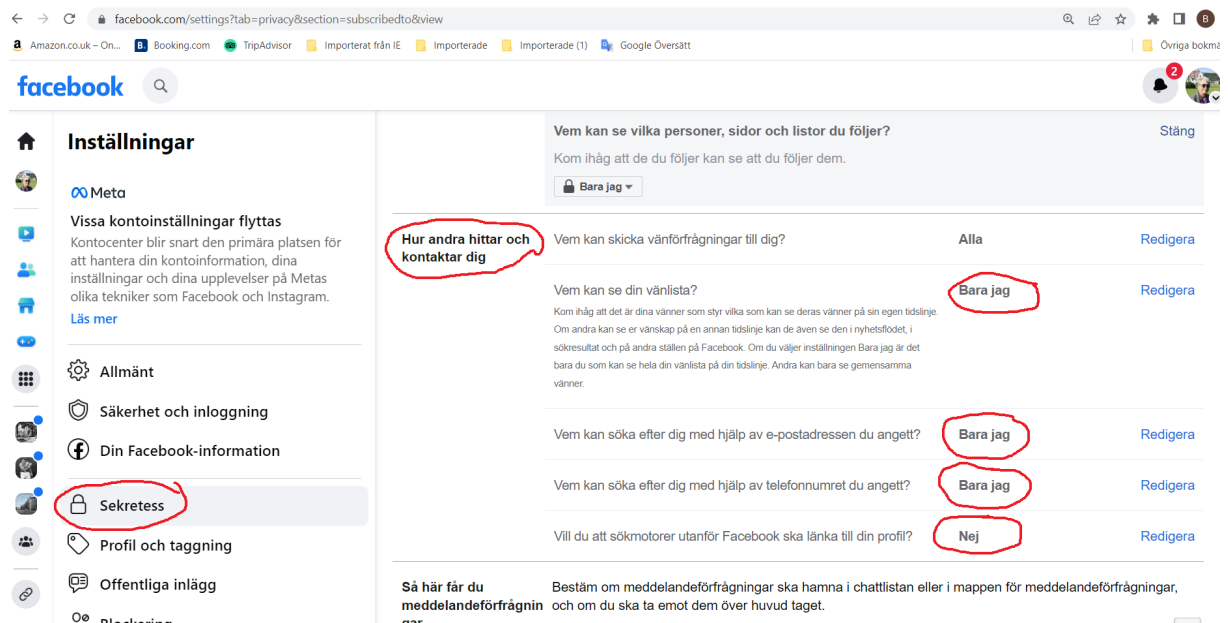 facebook.com/settings?tab=privacy&section=subscribedto&view
B
Amazon.co.uk – On...
Booking.com
TripAdvisor
Importerat från IE
Importerade
Importerade (1)
Google Översätt
Övriga bokmä
facebook
2
Inställningar
Meta
Vissa kontoinställningar flyttas
Kontocenter blir snart den primära platsen för
att hantera din kontoinformation, dina
inställningar och dina upplevelser på Metas
olika tekniker som Facebook och Instagram.
Läs mer
Allmänt
Säkerhet och inloggning
Din Facebook-information
Sekretess
Profil och taggning
Offentliga inlägg
Blockering
Vem kan se vilka personer, sidor och listor du följer?
Stäng
Kom ihåg att de du följer kan se att du följer dem.
Bara jag
Hur andra hittar och
kontaktar dig
Vem kan skicka vänförfrågningar till dig?
Alla
Redigera
Vem kan se din vänlista?
Bara jag
Redigera
Kom ihåg att det är dina vänner som styr vilka som kan se deras vänner på sin egen tidslinje.
Om andra kan se er vänskap på en annan tidslinje kan de även se den i nyhetsflödet, i
sökresultat och på andra ställen på Facebook. Om du väljer inställningen Bara jag är det
bara du som kan se hela din vänlista på din tidslinje. Andra kan bara se gemensamma
vänner.
Vem kan söka efter dig med hjälp av e-postadressen du angett?
Bara jag
Redigera
Vem kan söka efter dig med hjälp av telefonnumret du angett?
Bara jag
Redigera
Vill du att sökmotorer utanför Facebook ska länka till din profil?
Nej
Redigera
Så här får du
meddelandeförfrågnin
gar
Bestäm om meddelandeförfrågningar ska hamna i chattlistan eller i mappen för meddelandeförfrågningar,
och om du ska ta emot dem över huvud taget.